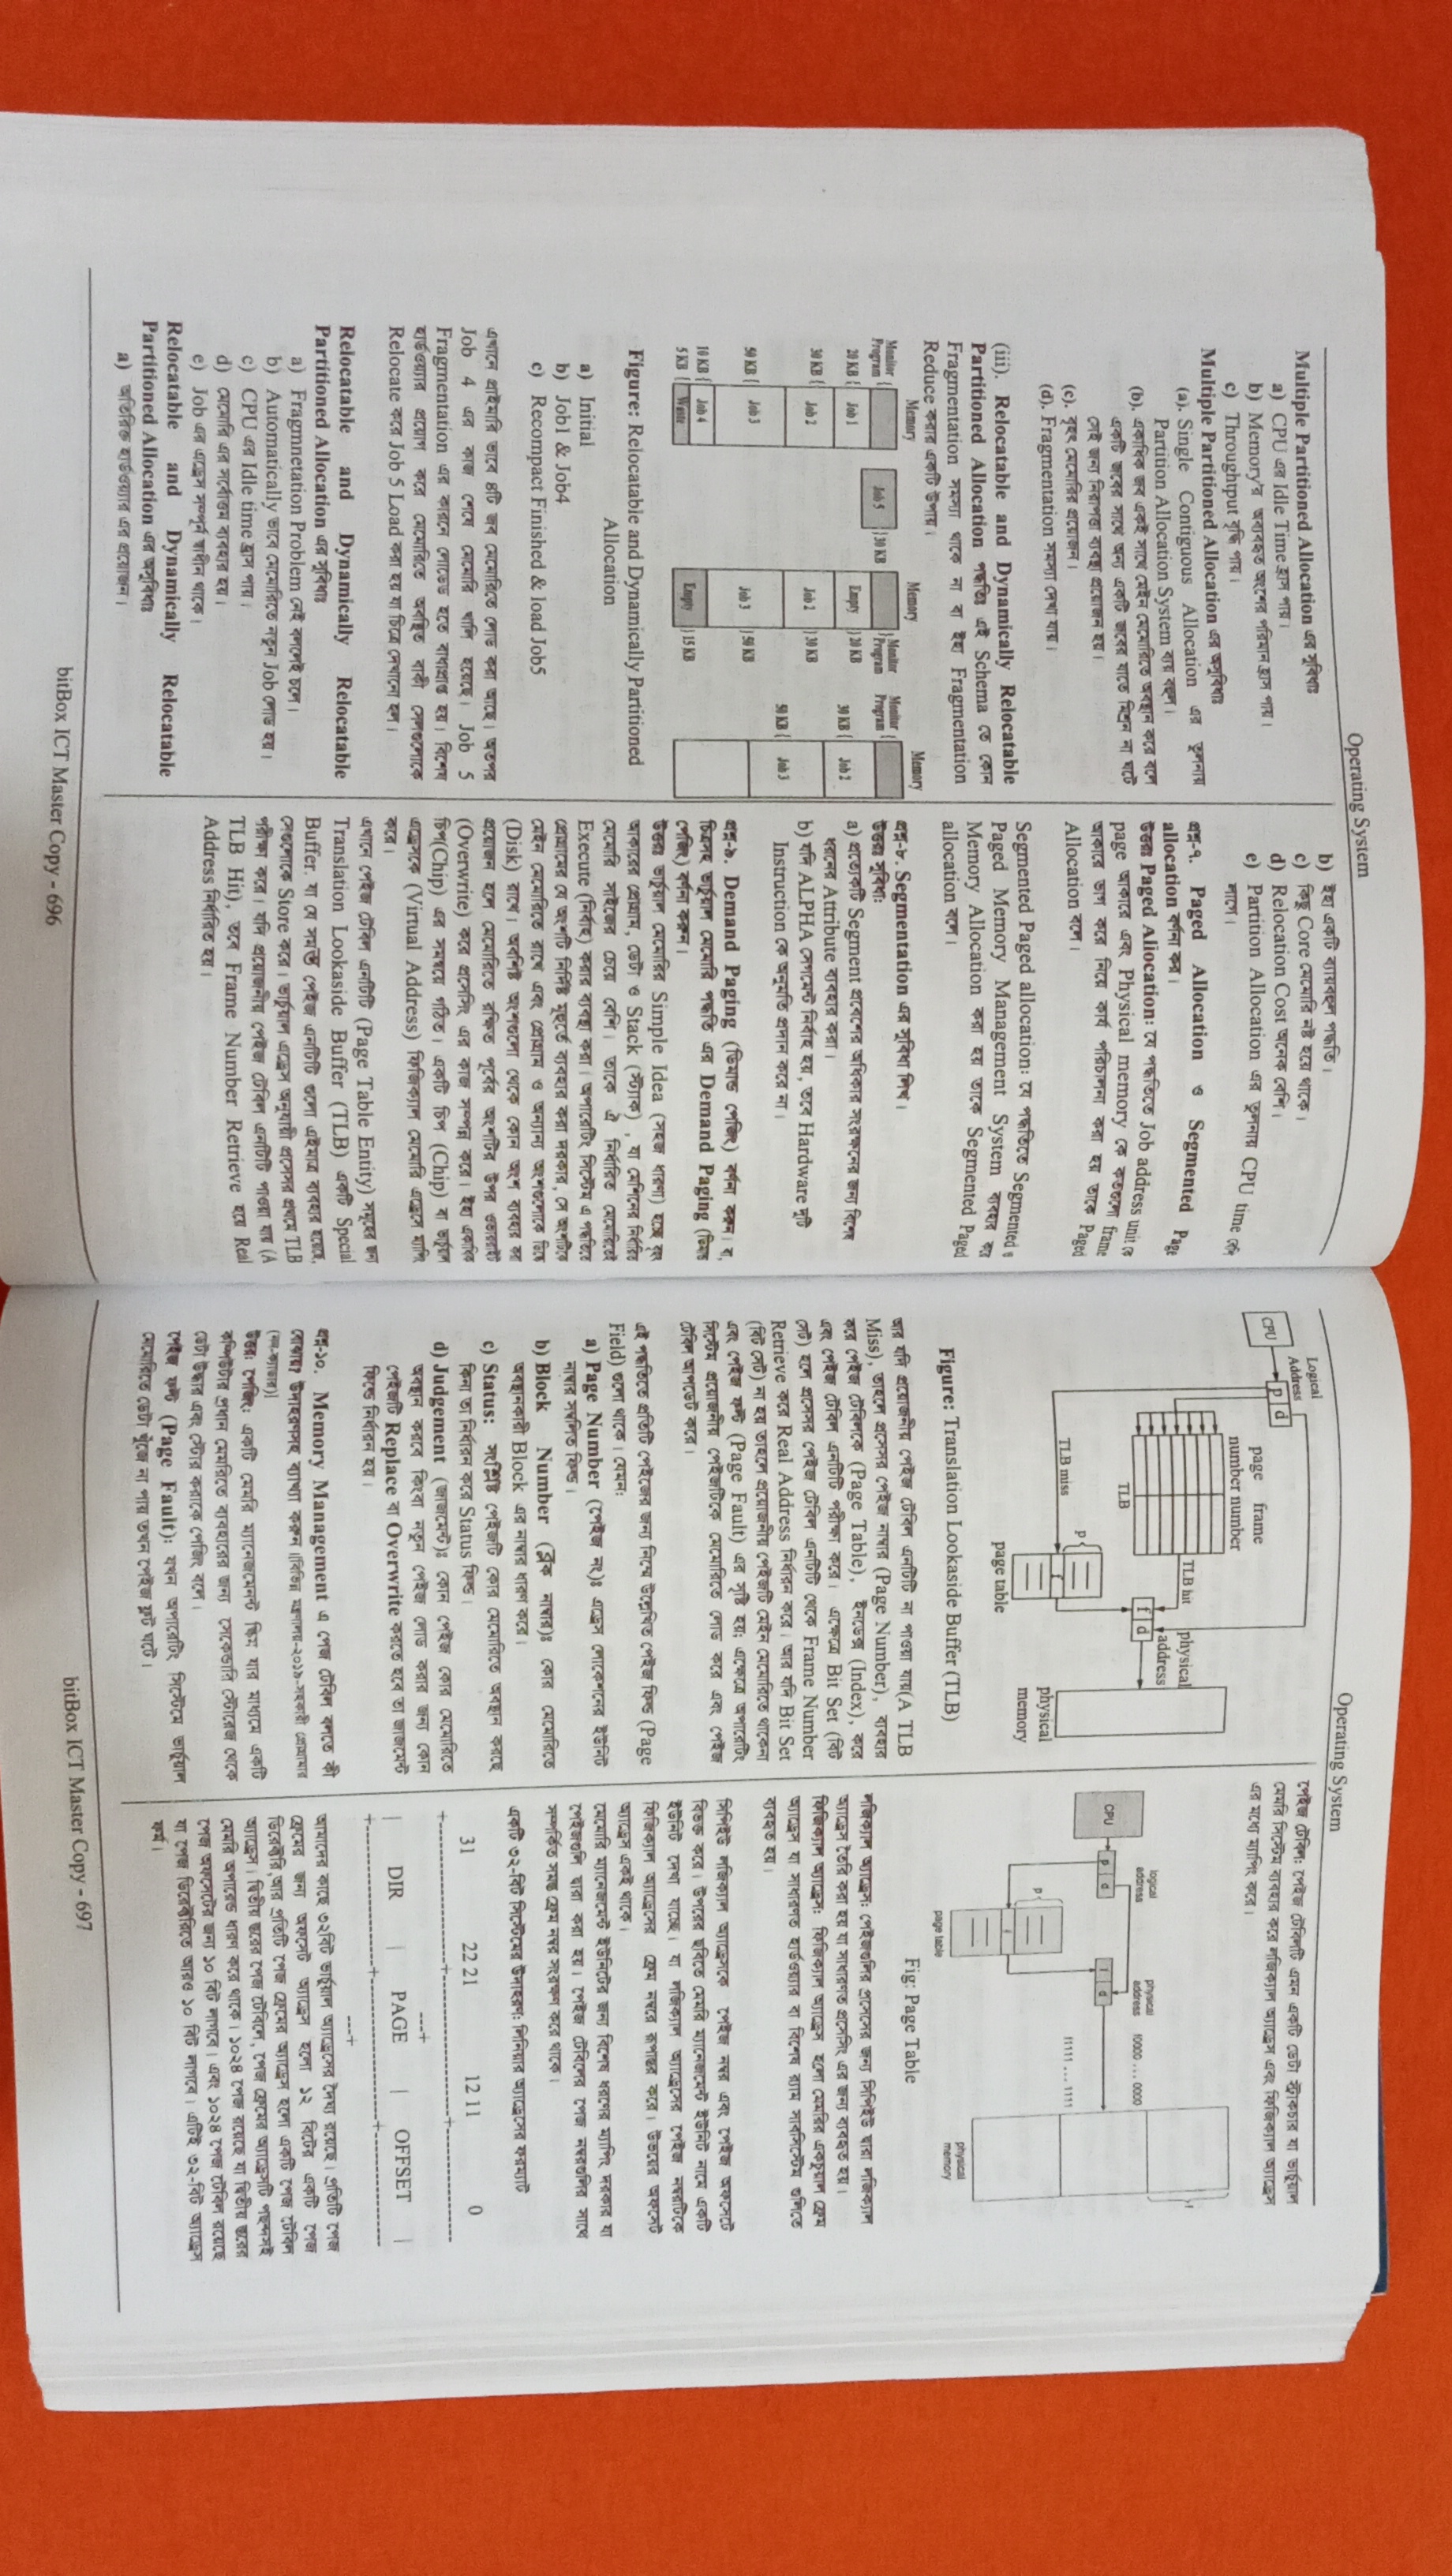 Operating System
Multiple Partitioned Allocation এর সুবিধাঃ
a) CPU এর Idle Time হ্রাস পায়।
b) Memory'র অব্যবহৃত অংশের পরিমান হ্রাস পায়।
c) Throughtput বৃদ্ধি পায়।
Multiple Partitioned Allocation এর অসুবিধাঃ
(a). Single Contiguous Allocation এর তুলনায়
Partition Allocation System ব্যয় বহুল।
(b). একাধিক জব একই সাথে মেইন মেমোরিতে অবস্থান করে বলে
একটি জবের সাথে অন্য একটি জবের যাতে মিশ্রন না ঘটে
সেই জন্য নিরাপত্তা ব্যবস্থা প্রয়োজন হয়।
(c). বৃহৎ মেমোরির প্রয়োজন।
(d). Fragmentation সমস্যা দেখা যায়।
(iii). Relocatable and Dynamically Relocatable
Partitioned Allocation পদ্ধতিঃ এই Schema তে কোন
Fragmentation সমস্যা থাকে না বা ইহা Fragmentation
Reduce করার একটি উপায়।
Memory
Monitor
Program
20 KB
Job 1
30 KB
Job 2
50 KB
Job 3
10 KB
Job 4
5 KB
Waste
Job 5
30 KB
Memory
Monitor
Program
Empty
20 KB
Job 2
30 KB
Job 3
50 KB
Empty
15 KB
Memory
Monitor
Program
30 KB
Job 2
50 KB
Job 3
Figure: Relocatable and Dynamically Partitioned
Allocation
a) Initial
b) Job1 & Job4
c) Recompact Finished & load Job5
এখানে প্রাইমারি ভাবে ৪টি জব মেমোরিতে লোড করা আছে। অতপর
Job 4 এর কাজ শেষে মেমোরি খালি হয়েছে। Job 5
Fragmentation এর কারনে লোডেড হতে বাধাপ্রাপ্ত হয়। বিশেষ
হার্ডওয়্যার প্রয়োগ করে মেমোরিতে অবস্থিত বাকী সেলগুলোকে
Relocate করে Job 5 Load করা হয় যা চিত্রে দেখানো হল।
Relocatable and Dynamically Relocatable
Partitioned Allocation এর সুবিধাঃ
a) Fragmnetation Problem নেই বললেই চলে।
b) Automatically ভাবে মেমোরিতে নতুন Job লোড হয়।
c) CPU এর Idle time হ্রাস পায়।
d) মেমোরি এর সর্বোত্তম ব্যবহার হয়।
e) Job এর এড্রেস সম্পূর্ন স্বাধীন থাকে।
Relocatable and Dynamically Relocatable
Partitioned Allocation এর অসুবিধাঃ
a) অতিরিক্ত হার্ডওয়্যার এর প্রয়োজন।
b) ইহা একটি ব্যায়বহুল পদ্ধতি।
c) কিছু Core মেমোরি নষ্ট হয়ে থাকে।
d) Relocation Cost অনেক বেশি।
e) Partition Allocation এর তুলনায় CPU time বেশি
লাগে।
প্রশ্ন-৭. Paged Allocation ও Segmented Page
allocation বর্ণনা কর।
উত্তরঃ Paged Allocation: যে পদ্ধতিতে Job address unit কে
page আকারে এবং Physical memory কে কতগুলো frame
আকারে ভাগ করে নিয়ে কার্য পরিচালনা করা হয় তাকে Paged
Allocation বলে।
Segmented Paged allocation: যে পদ্ধতিতে Segmented ও
Paged Memory Management System ব্যবহার করে
Memory Allocation করা হয় তাকে Segmented Paged
allocation বলে।
প্রশ্ন-৮. Segmentation এর সুবিধা লিখ।
উত্তরঃ সুবিধা:
a) প্রত্যেকটি Segment প্রবেশের অধিকার সংরক্ষনের জন্য বিশেষ
ধরনের Attribute ব্যবহার করা।
b) যদি ALPHA সেগমেন্ট নির্বাহ হয়, তবে Hardware দুটি
Instruction কে অনুমতি প্রদান করে না।
প্রশ্ন-৯. Demand Paging (ডিমান্ড পেজিং) বর্ণনা করুন। বা,
চিত্রসহ ভার্চুয়াল মেমোরি পদ্ধতি এর Demand Paging (ডিমান্ড
পেজিং) বর্ণনা করুন।
উত্তরঃ ভার্চুয়াল মেমোরির Simple Idea (সহজ ধারণা) হচ্ছে বৃহৎ
আকারের প্রোগ্রাম, ডেটা ও Stack (স্ট্যাক) , যা মেশিনের নির্ধারিত
মেমোরি সাইজের চেয়ে বেশি। তাকে ঐ নির্ধারিত মেমোরিতেই
Execute (নির্বাহ) করার ব্যবস্থা করা। অপারেটিং সিস্টেম এ পদ্ধতিতে
প্রোগ্রামের যে অংশটি নির্দিষ্ট মূহুর্তে ব্যবহার করা দরকার, সে অংশটিকে
মেইন মেমোরিতে রাখে এবং প্রোগ্রাম ও অন্যান্য অংশগুলোকে ডিস্কে
(Disk) রাখে। অবশিষ্ট অংশগুলো থেকে কোন অংশ ব্যবহার করা
প্রয়োজন হলে মেমোরিতে রক্ষিত পূর্বের অংশটির উপর ওভাররাইট
(Overwrite) করে প্রসেসিং এর কাজ সম্পন্ন করে। ইহা একাধিক
চিপ(Chip) এর সমন্বয়ে গঠিত। একটি চিপ (Chip) বা ভার্চুয়াল
এড্রেসকে (Virtual Address) ফিজিক্যাল মেমোরি এড্রেসে ম্যাপিং
করে।
এখানে পেইজ টেবিল এনটিটি (Page Table Entity) সমূহের জন্য
Translation Lookaside Buffer (TLB) একটি Special
Buffer. যা যে সমস্ত পেইজ এনটিটি গুলো এইমাত্র ব্যবহার হয়েছে,
সেগুলোকে Store করে। ভার্চুয়াল এড্রেস অনুযায়ী প্রসেসর প্রথমে TLB
পরীক্ষা করে। যদি প্রয়োজনীয় পেইজ টেবিল এনটিটি পাওয়া যায় (A
TLB Hit), তবে Frame Number Retrieve হয়ে Real
Address নির্ধারিত হয়।
bitBox ICT Master Copy - 696
Operating System
Logical
Address
CPU
p d
page frame
number number
TLB hit
physical
address
f d
TLB
p
f
TLB miss
page table
physical
memory
Figure: Translation Lookaside Buffer (TLB)
আর যদি প্রয়োজনীয় পেইজ টেবিল এনটিটি না পাওয়া যায়(A TLB
Miss), তাহলে প্রসেসর পেইজ নাম্বার (Page Number), ব্যবহার
করে পেইজ টেবিলকে (Page Table), ইনডেক্স (Index), করে
এবং পেইজ টেবিল এনটিটি পরীক্ষা করে। এক্ষেত্রে Bit Set (বিট
সেট) হলে প্রসেসর পেইজ টেবিল এনটিটি থেকে Frame Number
Retrieve করে Real Address নির্ধারন করে। আর যদি Bit Set
(বিট সেট) না হয় তাহলে প্রয়োজনীয় পেইজটি মেইন মেমোরিতে থাকেনা
এবং পেইজ ফল্ট (Page Fault) এর সৃষ্টি হয়; এক্ষেত্রে অপারেটিং
সিস্টেম প্রয়োজনীয় পেইজটিকে মেমোরিতে লোড করে এবং পেইজ
টেবিল আপডেট করে।
এই পদ্ধতিতে প্রতিটি পেইজের জন্য নিম্মে উল্লেখিত পেইজ ফিল্ড (Page
Field) গুলো থাকে। যেমন:
a) Page Number (পেইজ নং)ঃ এড্রেস লোকেশনের ইউনিট
নাম্বার সম্বলিত ফিল্ড।
b) Block Number (ব্লক নাম্বার)ঃ কোর মেমোরিতে
অবস্থানকারী Block এর নাম্বার ধারণ করে।
c) Status: সংশ্লিষ্ট পেইজটি কোর মেমোরিতে অবস্থান করছে
কিনা তা নির্ধারন করে Status ফিল্ড।
d) Judgement (জাজমেন্ট)ঃ কোন পেইজ কোর মেমোরিতে
অবস্থান করবে কিংবা নতুন পেইজ লোড করার জন্য কোন
পেইজটি Replace বা Overwrite করতে হবে তা জাজমেন্ট
ফিল্ডে নির্ধারন হয়।
প্রশ্ন-১০. Memory Management এ পেজ টেবিল বলতে কী
বোঝায়? উদাহরণসহ ব্যাখ্যা করুন ।[বিভিন্ন মন্ত্রণালয়-২০১৯-সহকারী প্রোগ্রামার
(নন-ক্যাডার)]
উত্তর: পেজিং: একটি মেমরি ম্যানেজমেনন্ট স্কিম যার মাধ্যমে একটি
কম্পিউটার প্রধান মেমরিতে ব্যবহারের জন্য সেকেন্ডারি স্টোরেজ থেকে
ডেটা উদ্ধার এবং স্টোর করাকে পেজিং বলে।
পেইজ ফল্ট (Page Fault): যখন অপারেটিং সিস্টেমে ভার্চুয়াল
মেমোরিতে ডেটা খুঁজে না পায় তখন পেইজ ফ্লট ঘটে।
পেইজ টেবিল: পেইজ টেবিলটি এমন একটি ডেটা স্ট্রাকচার যা ভার্চুয়াল
মেমরি সিস্টেম ব্যবহার করে লজিক্যাল অ্যাড্রেস এবং ফিজিক্যাল অ্যাড্রেস
এর মধ্যে ম্যাপিং করে।
logical
address
physical
address
f0000 ... 0000
CPU
p d
f d
f1111 ... 1111
p
f
f
page table
physical
memory
Fig: Page Table
লজিক্যাল অ্যাড্রেস: পেইজগুলির প্রসেসের জন্য সিপিইউ দ্বারা লজিক্যাল
অ্যাড্রেস তৈরি করা হয় যা সাধারণত প্রসেসিং এর জন্য ব্যবহৃত হয়।
ফিজিক্যাল অ্যাড্রেস: ফিজিক্যাল অ্যাড্রেস হলো মেমরির একচুয়াল ফ্রেম
অ্যাড্রেস যা সাধারণত হার্ডওয়্যার বা বিশেষ র‍্যাম সাবসিস্টেম গুলিতে
ব্যবহৃত হয়।
সিপিইউ লজিক্যাল অ্যাড্রেসকে পেইজ নম্বর এবং পেইজ অফসেটে
বিভক্ত করে। উপরের ছবিতে মেমরি ম্যানেজমেন্ট ইউনিট নামে একটি
ইউনিট দেখা যাচ্ছে। যা লজিক্যাল অ্যাড্রেসের পেইজ নম্বরটিকে
ফিজিক্যাল অ্যাড্রেসের ফ্রেম নম্বরে রূপান্তর করে। উভয়ের অফসেট
অ্যাড্রেস একই থাকে।
মেমোরি ম্যানেজমেন্ট ইউনিটের জন্য বিশেষ ধরণের ম্যাপিং দরকার যা
পেইজগুলি দ্বারা করা হয়। পেইজ টেবিলের পেজ নম্বরগুলির সাথে
সম্পর্কিত সমস্ত ফ্রেম নম্বর সংরক্ষণ করে থাকে।
একটি ৩২-বিট সিস্টেমের উদাহরণ: লিনিয়ার অ্যাড্রেসের ফরম্যাট
31 22 21 12 11 0
+--------------------+---------------------+---------------
---+
| DIR | PAGE | OFFSET |
+--------------------+---------------------+---------------
---+
আমাদের কাছে ৩২বিট ভার্চুয়াল অ্যাড্রেসের দৈঘ্য রয়েছে। প্রতিটি পেজ
ফ্রেমের জন্য অফসেট অ্যাড্রেস হলো ১২ বিটের একটি পেজ
ডিরেক্টরি,আর প্রতিটি পেজ ফ্রেমের অ্যাড্রেস হলো একটি পেজ টেবিল
অ্যাড্রেস। দ্বিতীয় স্তরের পেজ টেবিলে, পেজ ফ্রেমের অ্যাড্রেসটি পছন্দসই
মেমরি অপারেন্ড ধারণ করে থাকে। ১০২৪ পেজ রয়েছে যা দ্বিতীয় স্তরের
পেজ অফসেটের জন্য ১০ বিট লাগবে। এবং ১০২৪ পেজ টেবিল রয়েছে
যা পেজ ডিরেক্টরিতে আরও ১০ বিট লাগবে। এটিই ৩২-বিট অ্যাড্রেস
ফর্ম।
bitBox ICT Master Copy - 697